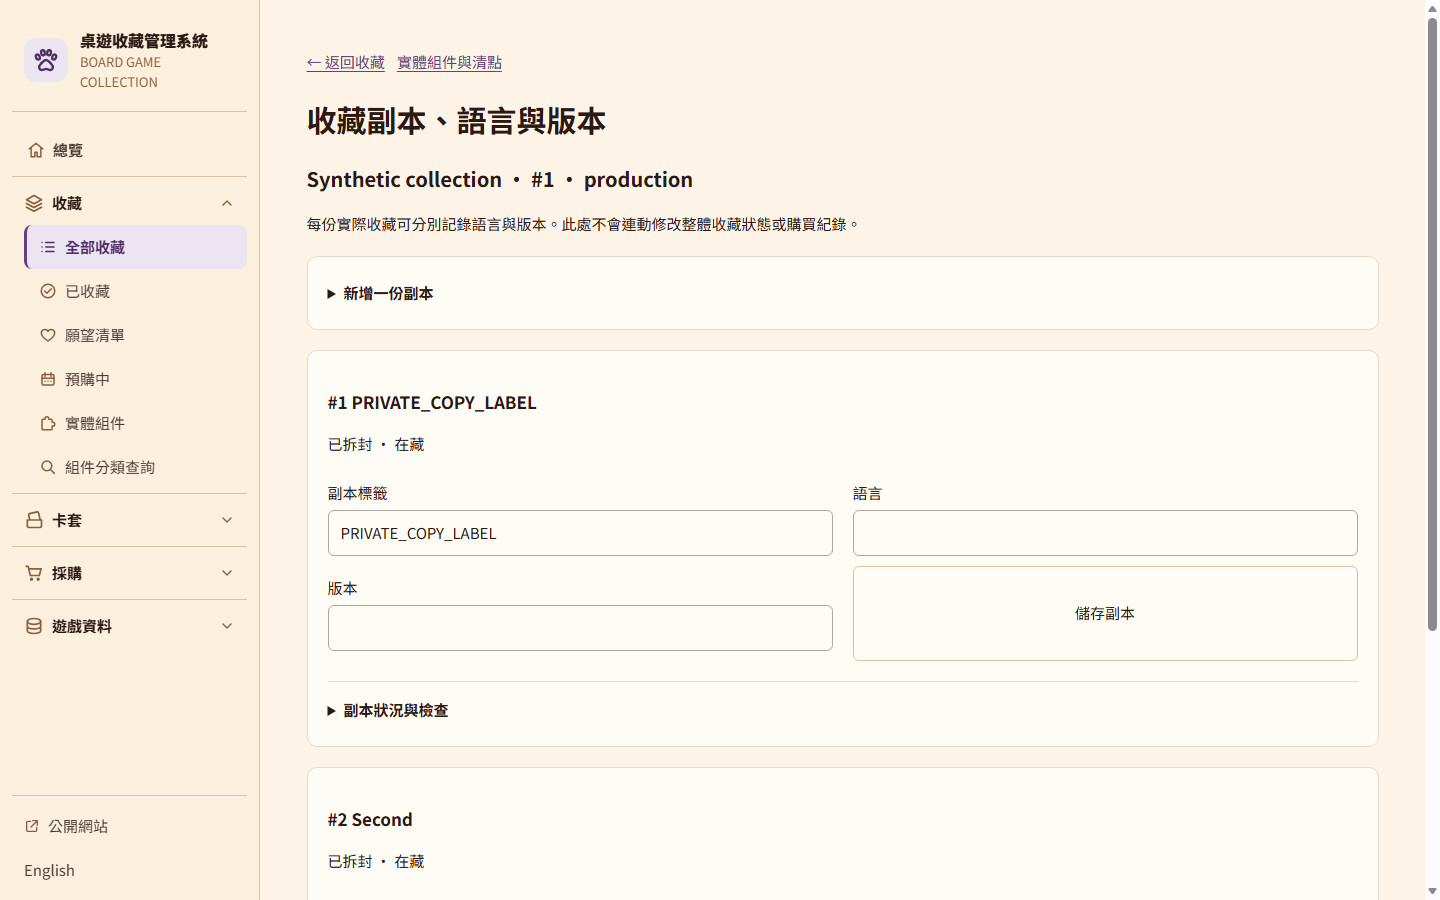 桌遊收藏管理系統
BOARD GAME
COLLECTION
總覽
收藏
全部收藏
已收藏
願望清單
預購中
實體組件
組件分類查詢
卡套
採購
遊戲資料
公開網站
English
← 返回收藏 實體組件與清點
收藏副本、語言與版本
Synthetic collection · #1 · production
每份實際收藏可分別記錄語言與版本。此處不會連動修改整體收藏狀態或購買紀錄。
▶ 新增一份副本
#1 PRIVATE_COPY_LABEL
已拆封 · 在藏
副本標籤 語言
PRIVATE_COPY_LABEL
版本
儲存副本
▶ 副本狀況與檢查
#2 Second
已拆封 · 在藏